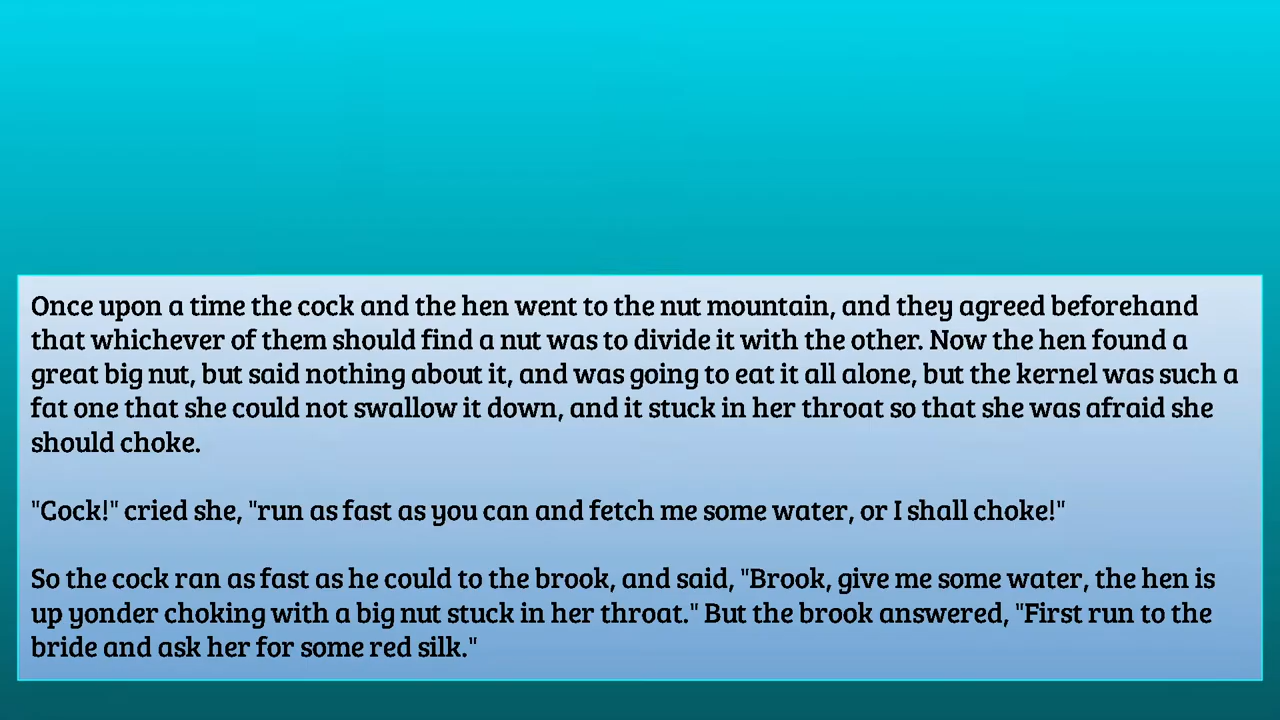 Once upon a time the cock and the hen went to the nut mountain, and they agreed beforehand
that whichever of them should find a nut was to divide it with the other. Now the hen found a
great big nut, but said nothing about it, and was going to eat it all alone, but the kernel was such a
fat one that she could not swallow it down, and it stuck in her throat so that she was afraid she
should choke.
"Cock!" cried she, "run as fast as you can and fetch me some water, or I shall choke!"
So the cock ran as fast as he could to the brook, and said, "Brook, give me some water, the hen is
up yonder choking with a big nut stuck in her throat." But the brook answered, "First run to the
bride and ask her for some red silk."